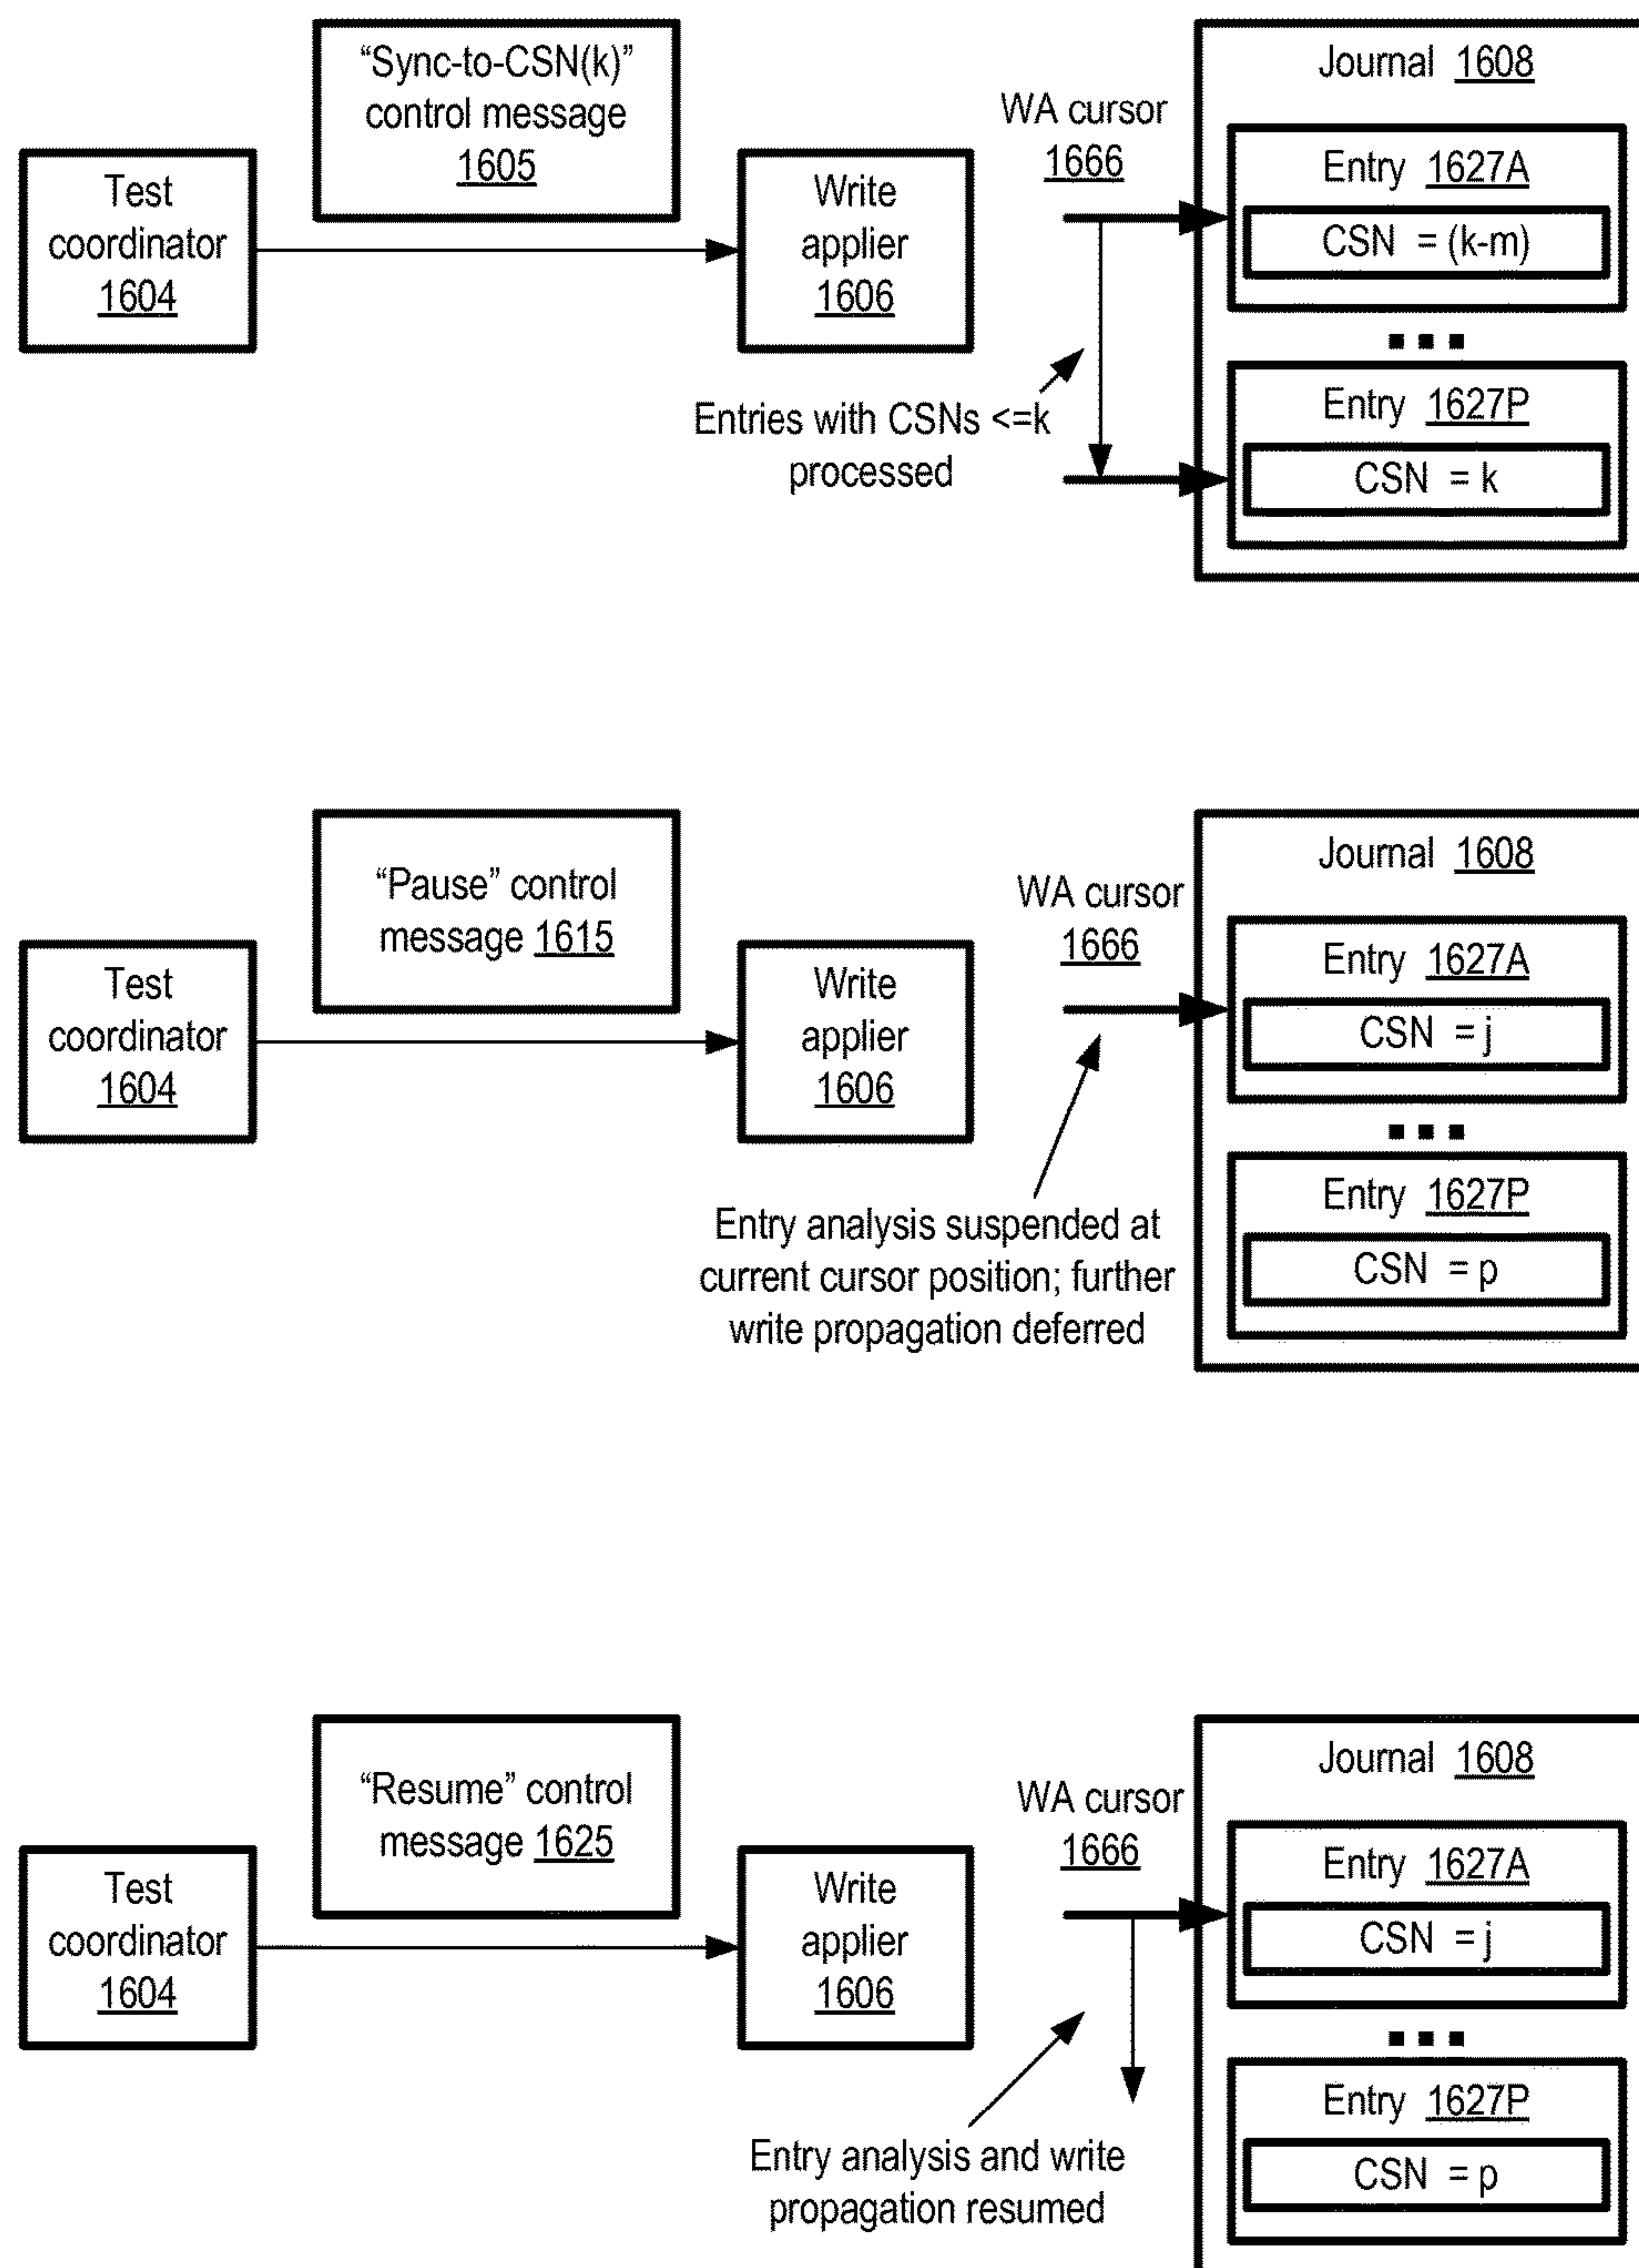 “Sync-to-CSN(k)”
control message
1605
Test
coordinator
1604
Write
applier
1606
WA cursor
1666
Entries with CSNs <=k
processed
Journal 1608
Entry 1627A
CSN = (k-m)
Entry 1627P
CSN = k
“Pause” control
message 1615
Test
coordinator
1604
Write
applier
1606
WA cursor
1666
Entry analysis suspended at
current cursor position; further
write propagation deferred
Journal 1608
Entry 1627A
CSN = j
Entry 1627P
CSN = p
“Resume” control
message 1625
Test
coordinator
1604
Write
applier
1606
WA cursor
1666
Entry analysis and write
propagation resumed
Journal 1608
Entry 1627A
CSN = j
Entry 1627P
CSN = p